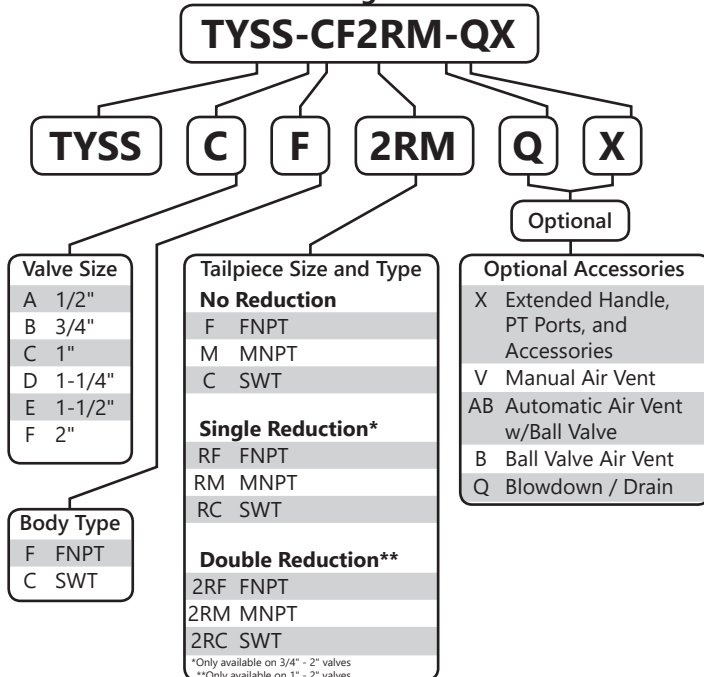 TYSS-CF2RM-QX
TYSS
C
F
2RM
Q
X
Optional
Valve Size
A 1/2"
B 3/4"
C 1"
D 1-1/4"
E 1-1/2"
F 2"
Body Type
F FNPT
C SWT
Tailpiece Size and Type
No Reduction
F FNPT
M MNPT
C SWT
Single Reduction*
RF FNPT
RM MNPT
RC SWT
Double Reduction**
2RF FNPT
2RM MNPT
2RC SWT
*Only available on 3/4" - 2" valves
**Only available on 1" - 2" valves
Optional Accessories
X Extended Handle,
PT Ports, and
Accessories
V Manual Air Vent
AB Automatic Air Vent
w/Ball Valve
B Ball Valve Air Vent
Q Blowdown / Drain